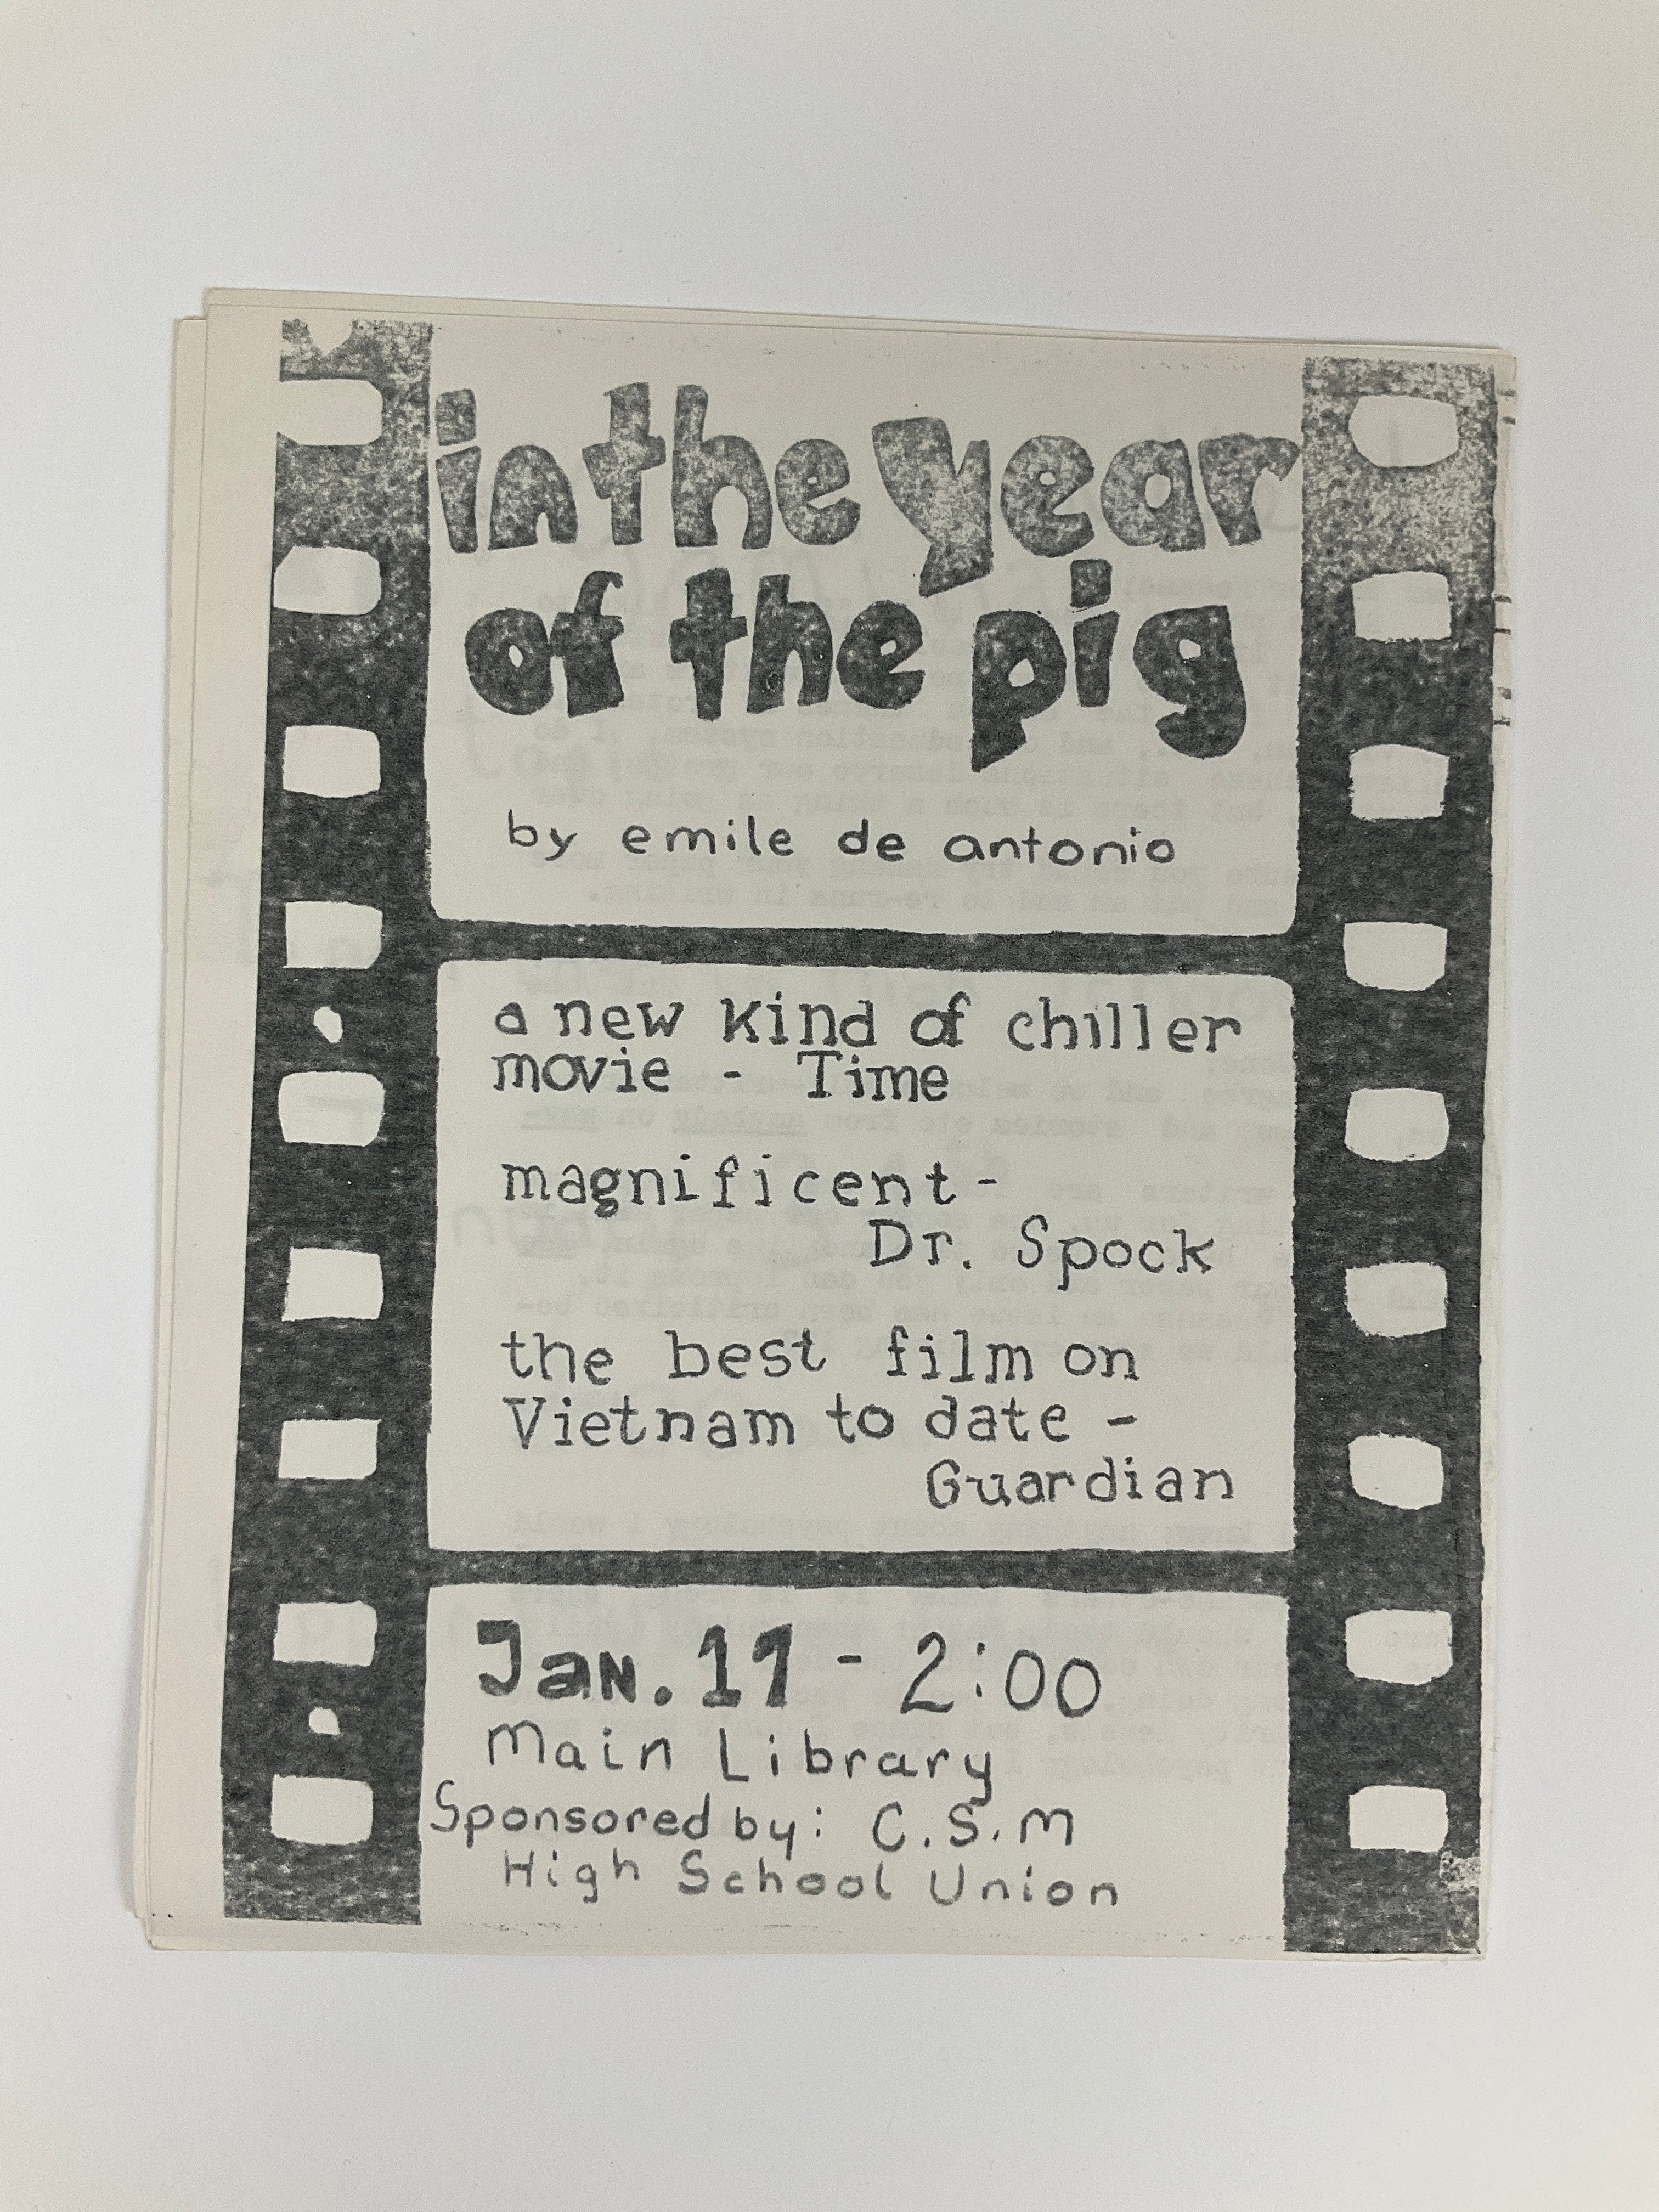 in the year
of the pig
by emile de antonio
a new kind of chiller
movie - Time
magnificent -
Dr. Spock
the best film on
Vietnam to date -
Guardian
Jan. 11 - 2:00
Main Library
Sponsored by: C.S.M
High School Union